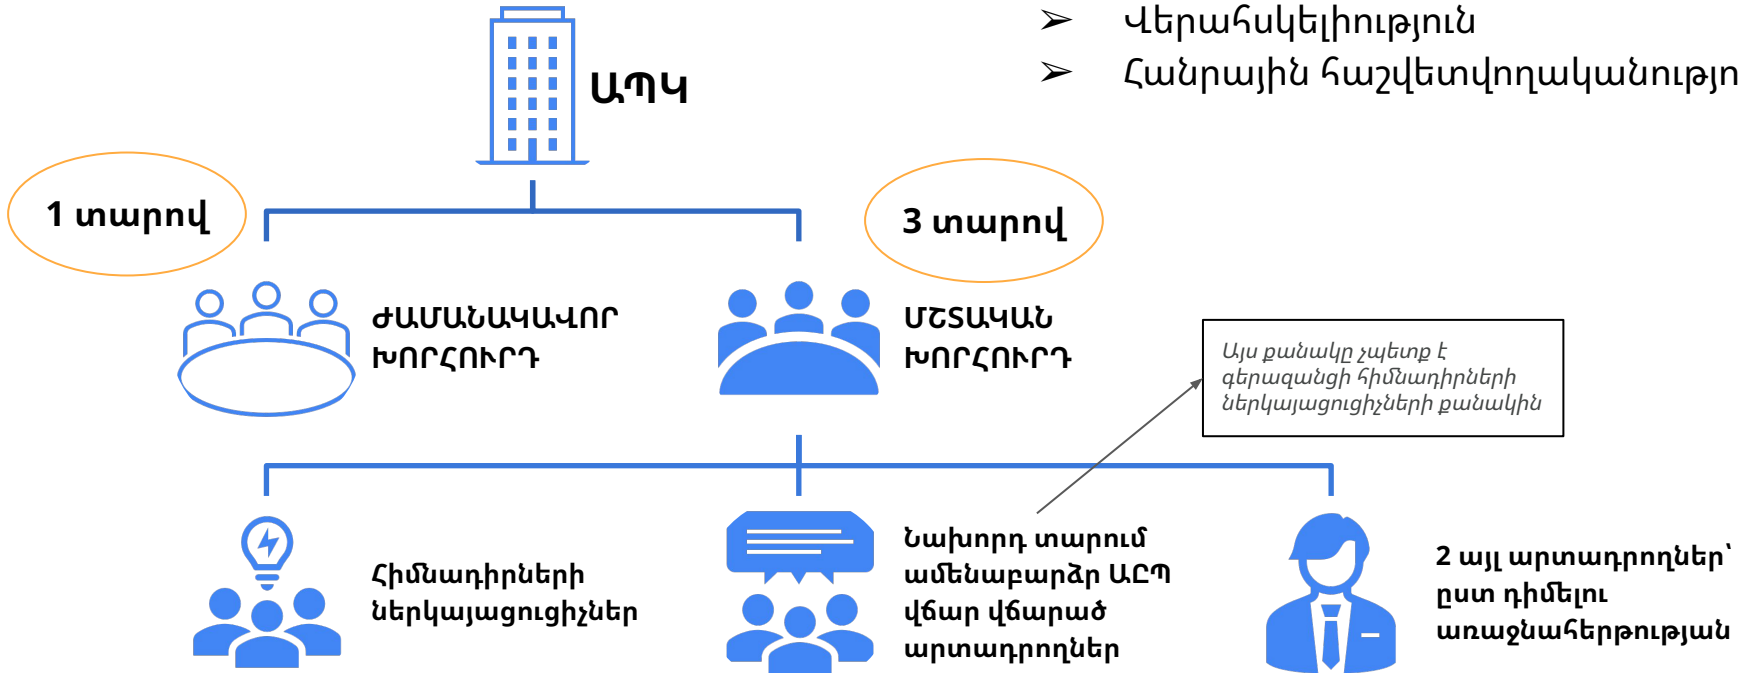 ➢ Վերահսկելիություն
➢ Հանրային հաշվետվողականությո
ԱՊԿ
1 տարով
3 տարով
ԺԱՄԱՆԱԿԱՎՈՐ
ԽՈՐՀՈՒՐԴ
ՄՇՏԱԿԱՆ
ԽՈՐՀՈՒՐԴ
Այս քանակը չպետք է
գերազանցի հիմնադիրների
ներկայացուցիչների քանակին
Հիմնադիրների
ներկայացուցիչներ
Նախորդ տարում
ամենաբարձր ԱԸՊ
վճար վճարած
արտադրողներ
2 այլ արտադրողներ՝
ըստ դիմելու
առաջնահերթության